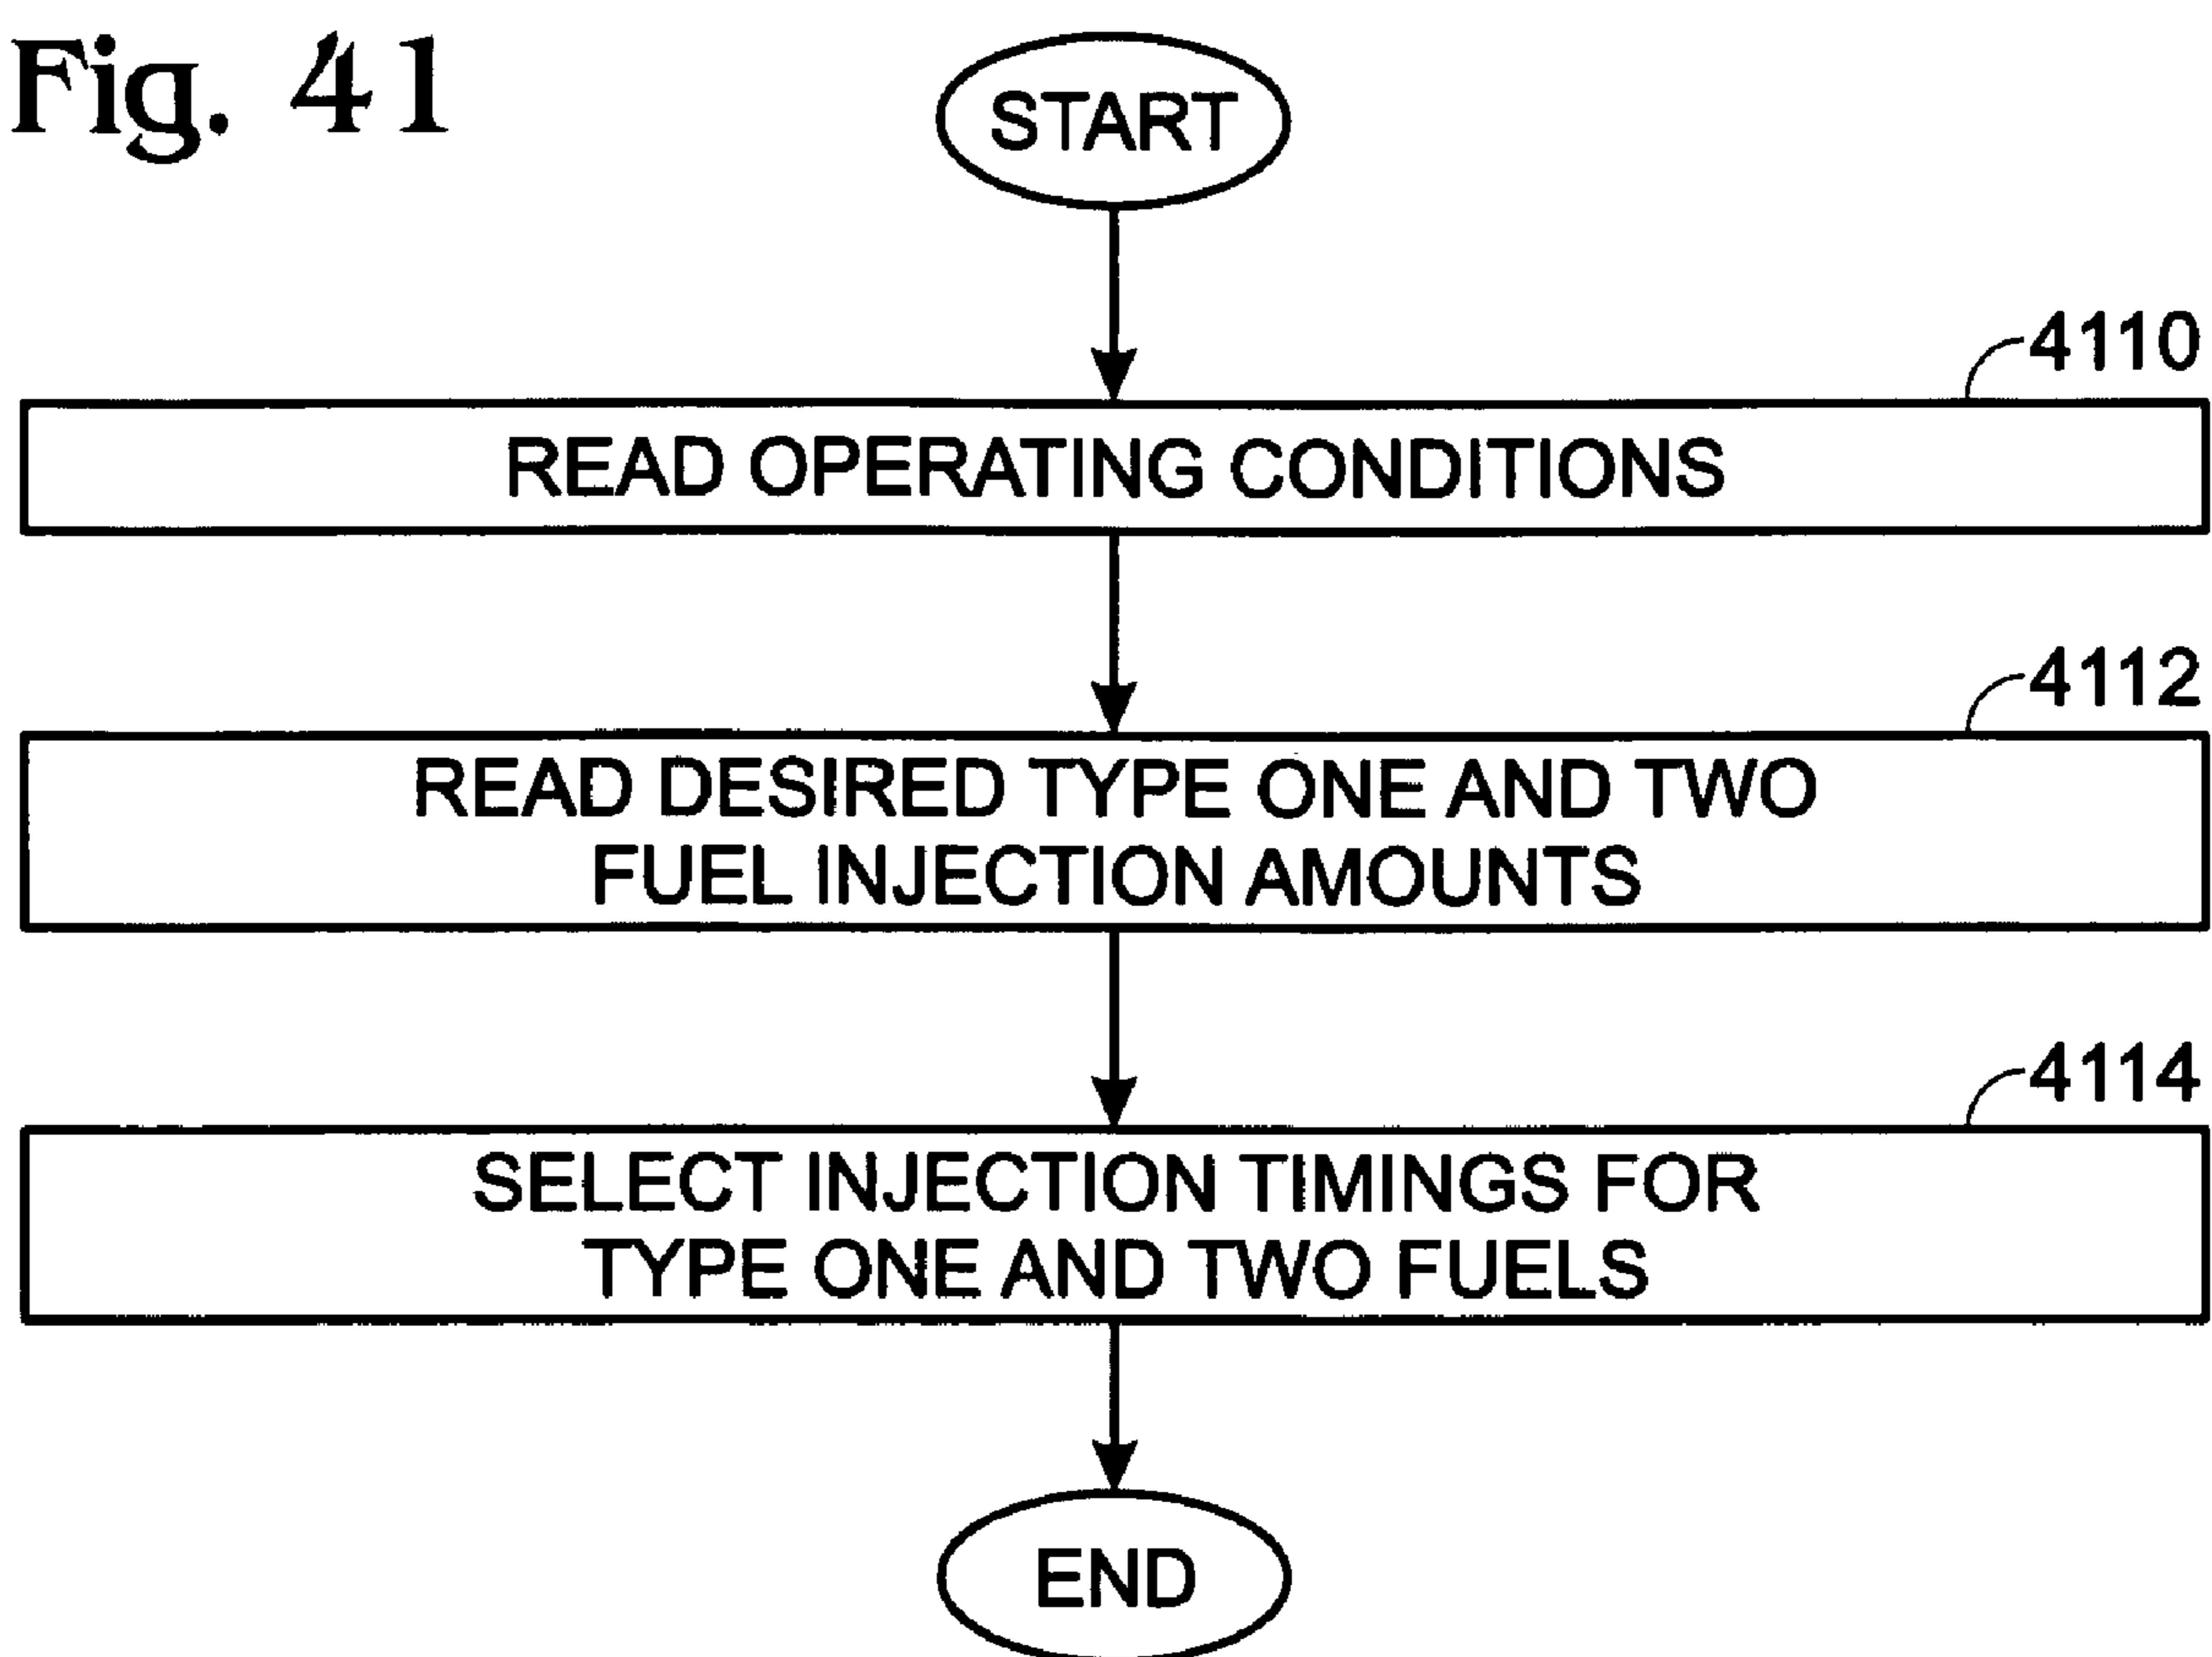 Fig. 41
START
4110
READ OPERATING CONDITIONS
4112
READ DESIRED TYPE ONE AND TWO
FUEL INJECTION AMOUNTS
4114
SELECT INJECTION TIMINGS FOR
TYPE ONE AND TWO FUELS
END